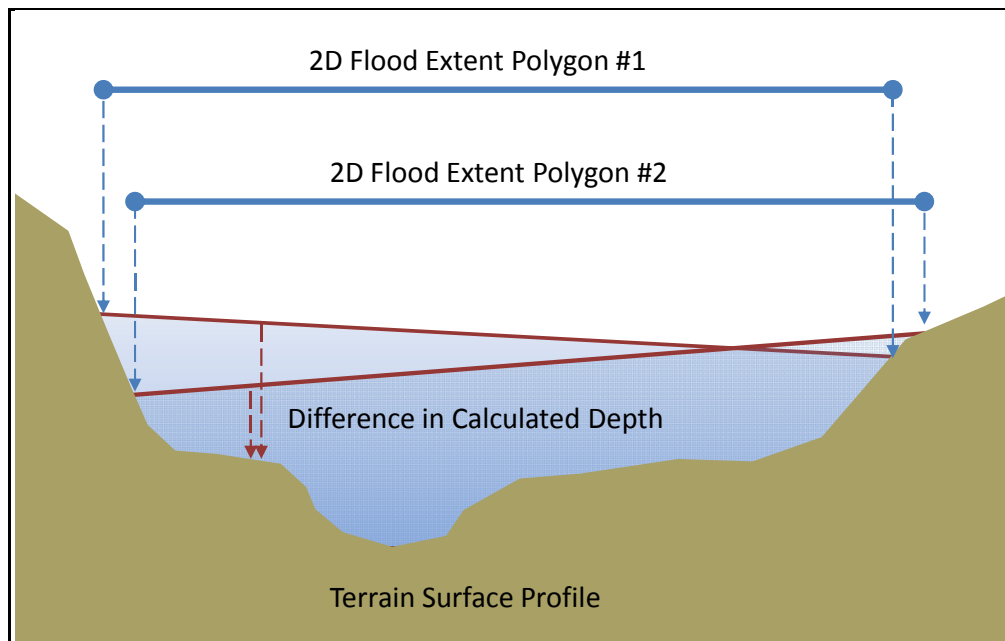 2D Flood Extent Polygon #1
2D Flood Extent Polygon #2
Difference in Calculated Depth
Terrain Surface Profile